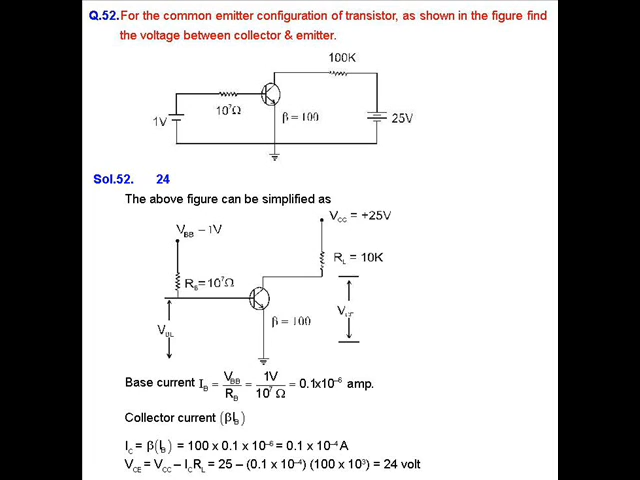 Q.52. For the common emitter configuration of transistor, as shown in the figure find
the voltage between collector & emitter.
100K
10⁷Ω
β = 100
1V
25V
Sol.52. 24
The above figure can be simplified as
V_CC = +25V
V_BB – 1V
R_L = 10K
R_B = 10⁷Ω
β = 100
Base current I_B = V_BB / R_B = 1V / 10⁷ Ω = 0.1x10⁻⁶ amp.
Collector current (βI_B)
I_C = β(I_B) = 100 x 0.1 x 10⁻⁶ = 0.1 x 10⁻⁴ A
V_CE = V_CC – I_C R_L = 25 – (0.1 x 10⁻⁴) (100 x 10³) = 24 volt